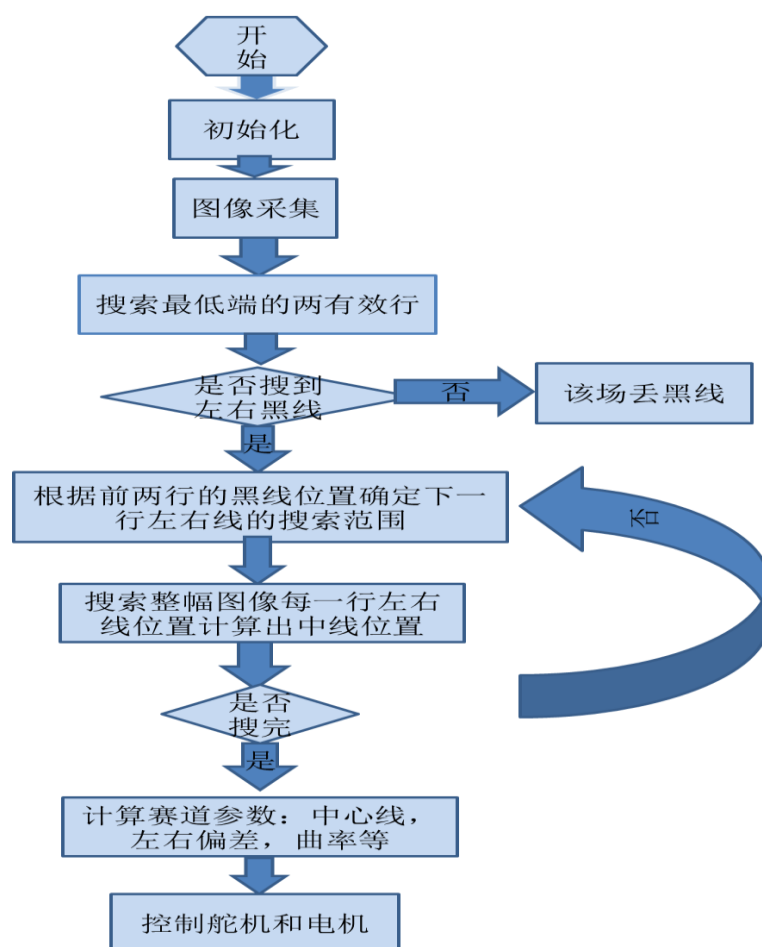 开
始
初始化
图像采集
搜索最低端的两有效行
是否搜到
左右黑线
否
该场丢黑线
是
根据前两行的黑线位置确定下一
行左右线的搜索范围
否
搜索整幅图像每一行左右
线位置计算出中线位置
是否
搜完
是
计算赛道参数：中心线，
左右偏差，曲率等
控制舵机和电机